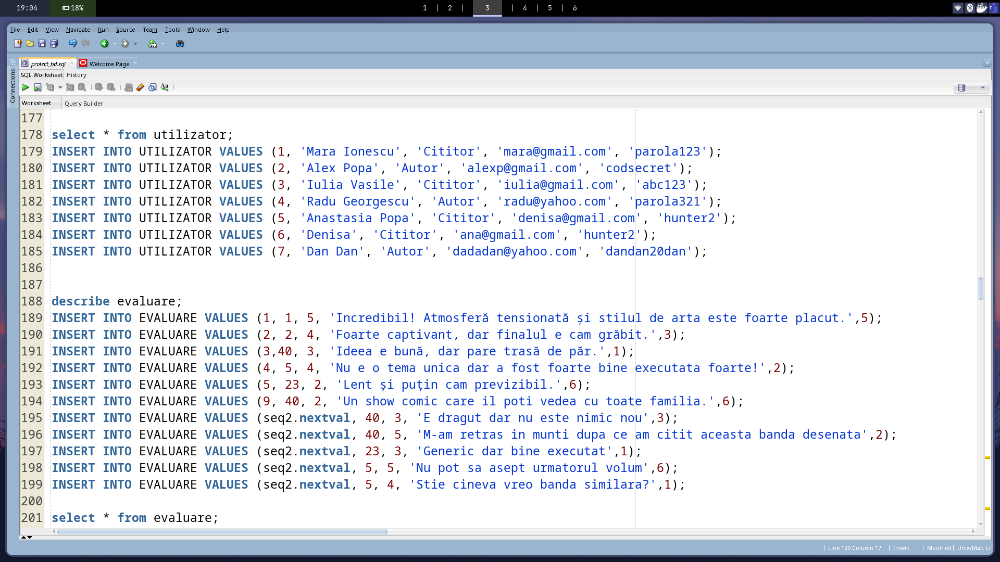 19:04 18% 1 | 2 | 3 | 4 | 5 | 6
File Edit View Navigate Run Source Team Tools Window Help
proiect_bd.sql Welcome Page
SQL Worksheet History
Connections
Worksheet Query Builder
177
178 select * from utilizator;
179 INSERT INTO UTILIZATOR VALUES (1, 'Mara Ionescu', 'Cititor', 'mara@gmail.com', 'parola123');
180 INSERT INTO UTILIZATOR VALUES (2, 'Alex Popa', 'Autor', 'alexp@gmail.com', 'codsecret');
181 INSERT INTO UTILIZATOR VALUES (3, 'Iulia Vasile', 'Cititor', 'iulia@gmail.com', 'abc123');
182 INSERT INTO UTILIZATOR VALUES (4, 'Radu Georgescu', 'Autor', 'radu@yahoo.com', 'parola321');
183 INSERT INTO UTILIZATOR VALUES (5, 'Anastasia Popa', 'Cititor', 'denisa@gmail.com', 'hunter2');
184 INSERT INTO UTILIZATOR VALUES (6, 'Denisa', 'Cititor', 'ana@gmail.com', 'hunter2');
185 INSERT INTO UTILIZATOR VALUES (7, 'Dan Dan', 'Autor', 'dadadan@yahoo.com', 'dandan20dan');
186
187
188 describe evaluare;
189 INSERT INTO EVALUARE VALUES (1, 1, 5, 'Incredibil! Atmosferă tensionată și stilul de arta este foarte placut.',5);
190 INSERT INTO EVALUARE VALUES (2, 2, 4, 'Foarte captivant, dar finalul e cam grăbit.',3);
191 INSERT INTO EVALUARE VALUES (3,40, 3, 'Ideea e bună, dar pare trasă de păr.',1);
192 INSERT INTO EVALUARE VALUES (4, 5, 4, 'Nu e o tema unica dar a fost foarte bine executata foarte!',2);
193 INSERT INTO EVALUARE VALUES (5, 23, 2, 'Lent și puțin cam previzibil.',6);
194 INSERT INTO EVALUARE VALUES (9, 40, 2, 'Un show comic care il poti vedea cu toate familia.',6);
195 INSERT INTO EVALUARE VALUES (seq2.nextval, 40, 3, 'E dragut dar nu este nimic nou',3);
196 INSERT INTO EVALUARE VALUES (seq2.nextval, 40, 5, 'M-am retras in munti dupa ce am citit aceasta banda desenata',2);
197 INSERT INTO EVALUARE VALUES (seq2.nextval, 23, 3, 'Generic dar bine executat',1);
198 INSERT INTO EVALUARE VALUES (seq2.nextval, 5, 5, 'Nu pot sa asept urmatorul volum',6);
199 INSERT INTO EVALUARE VALUES (seq2.nextval, 5, 4, 'Stie cineva vreo banda similara?',1);
200
201 select * from evaluare;
| Line 130 Column 17 | Insert | Modified | Unix/Mac: LF